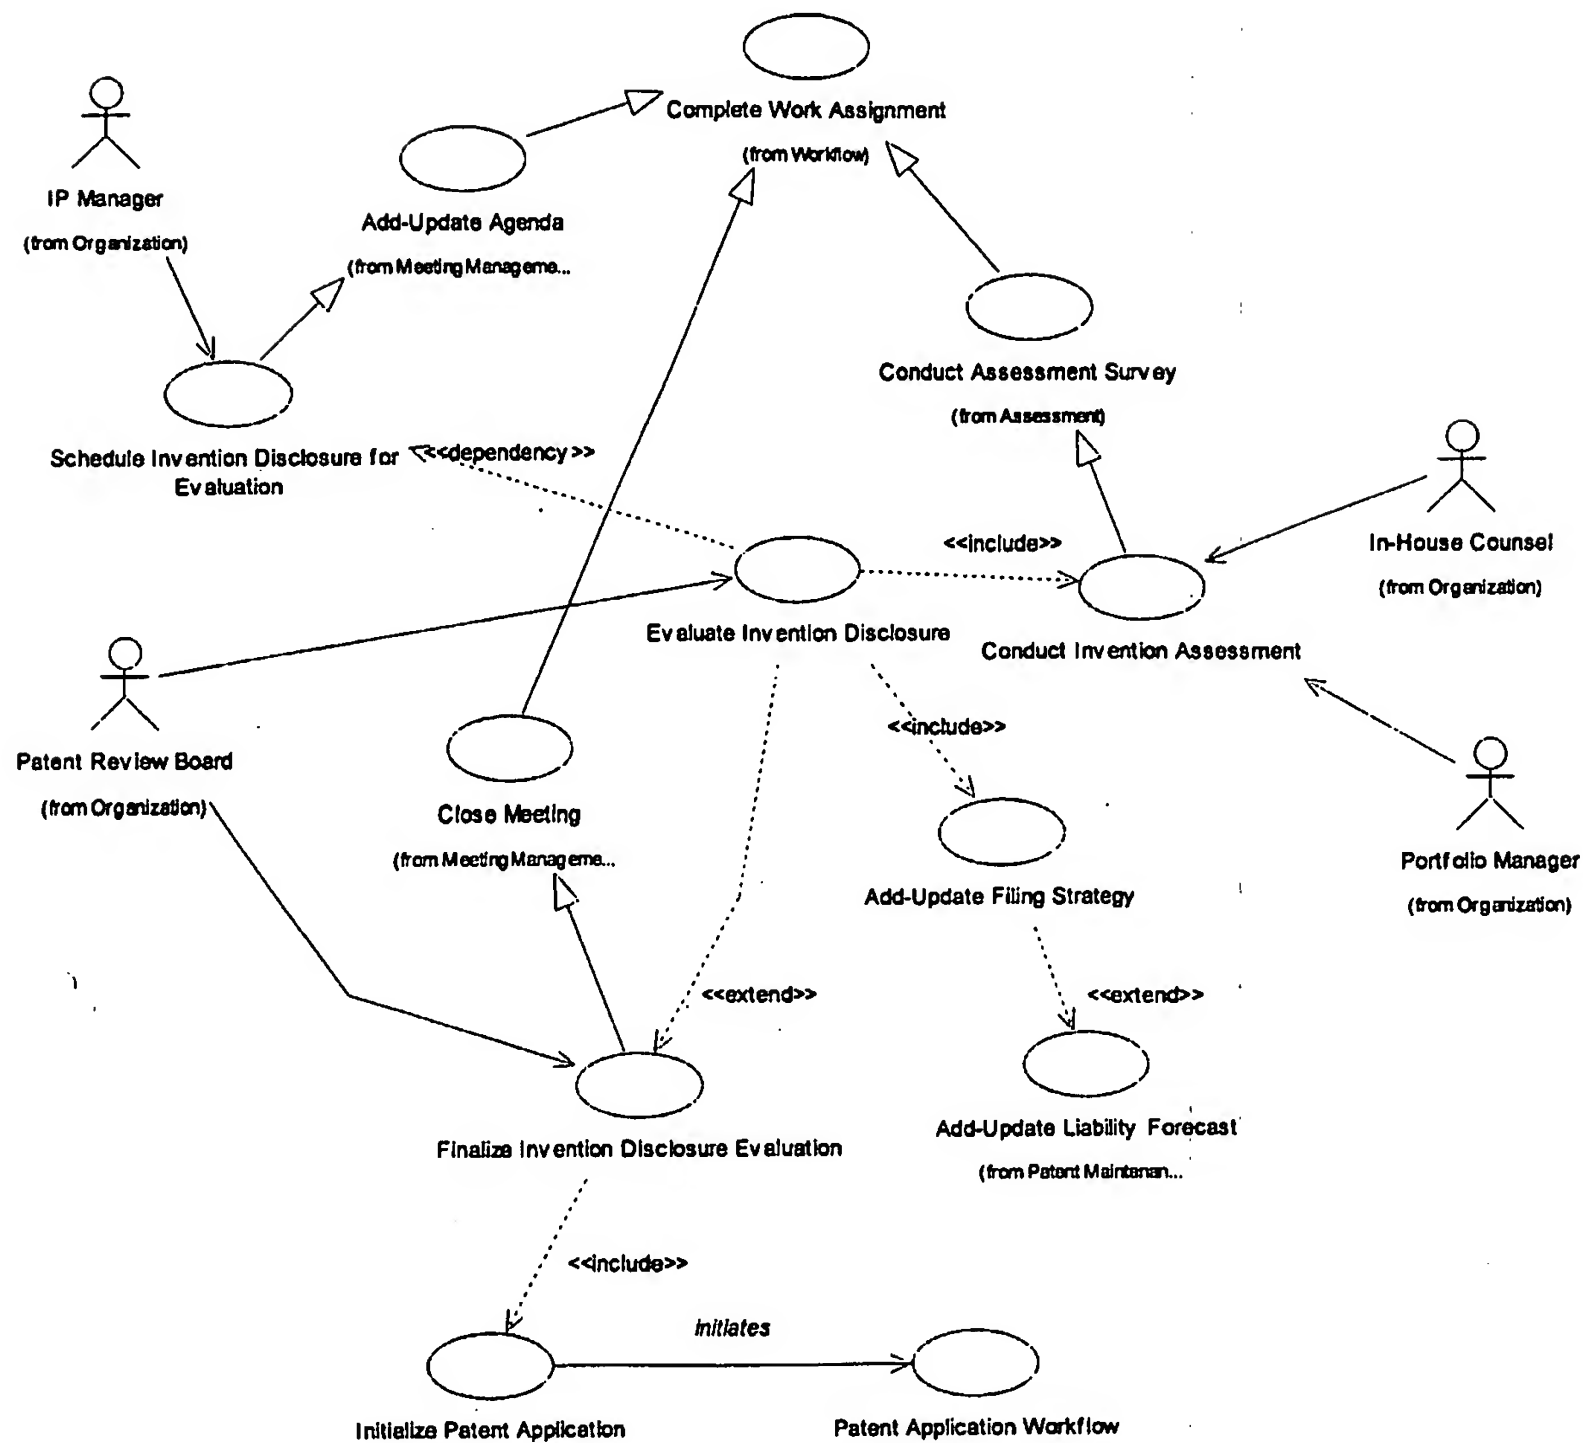 Complete Work Assignment
(from Workflow)
IP Manager
(from Organization)
Add-Update Agenda
(from Meeting Manageme...
Conduct Assessment Survey
(from Assessment)
Schedule Invention Disclosure for
Evaluation
<<dependency>>
In-House Counsel
(from Organization)
<<include>>
Evaluate Invention Disclosure
Conduct Invention Assessment
<<include>>
Patent Review Board
(from Organization)
Close Meeting
(from Meeting Manageme...
Portfolio Manager
(from Organization)
Add-Update Filing Strategy
<<extend>>
<<extend>>
Add-Update Liability Forecast
(from Patent Maintenan...
Finalize Invention Disclosure Evaluation
<<include>>
initiates
Initialize Patent Application
Patent Application Workflow